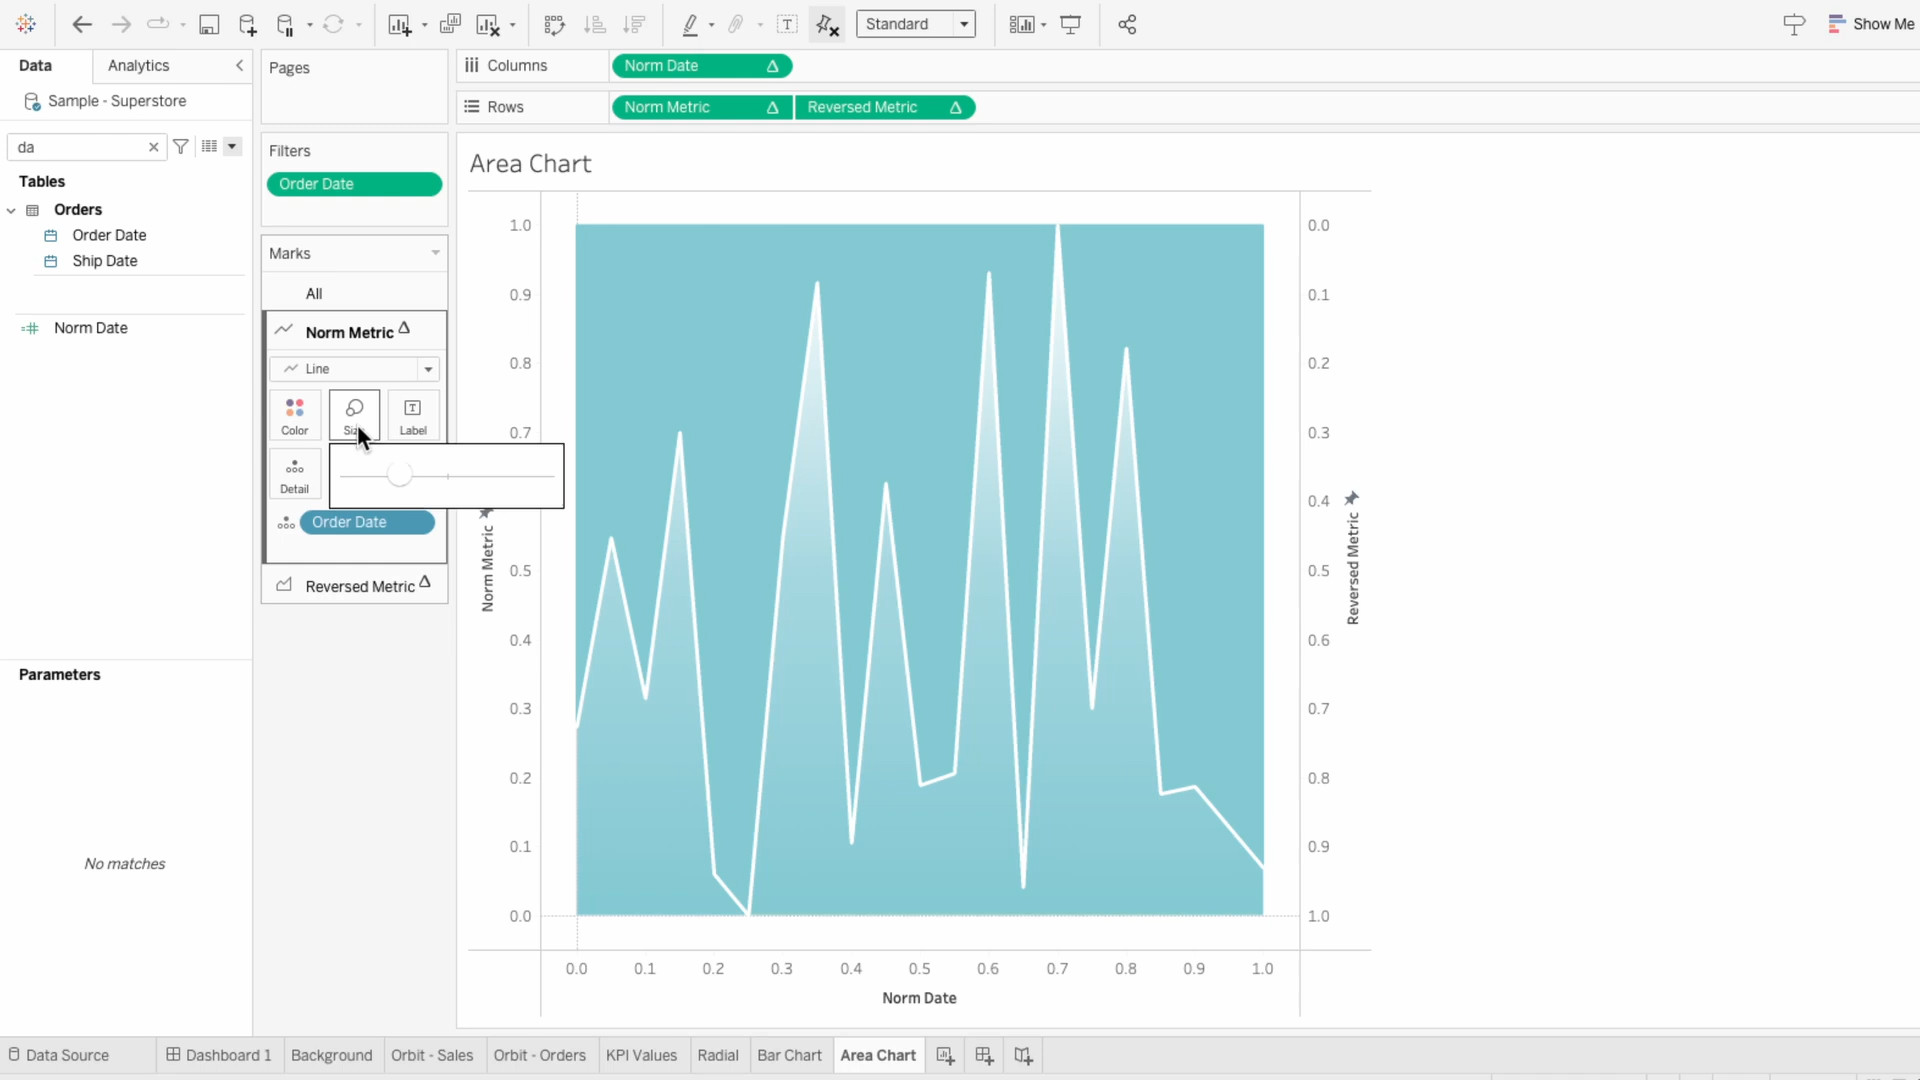 Standard
Show Me
Data
Analytics
Sample - Superstore
da
Tables
Orders
Order Date
Ship Date
Norm Date
Parameters
No matches
Pages
Filters
Order Date
Marks
All
Norm Metric
Line
Color
Label
Detail
Order Date
Reversed Metric
Columns
Norm Date
Rows
Norm Metric
Reversed Metric
Area Chart
1.0
0.9
0.8
0.7
0.5
0.4
0.3
0.2
0.1
0.0
Norm Metric
0.0
0.1
0.2
0.3
0.4
0.5
0.6
0.7
0.8
0.9
1.0
Reversed Metric
0.0 0.1 0.2 0.3 0.4 0.5 0.6 0.7 0.8 0.9 1.0
Norm Date
Data Source
Dashboard 1
Background
Orbit - Sales
Orbit - Orders
KPI Values
Radial
Bar Chart
Area Chart